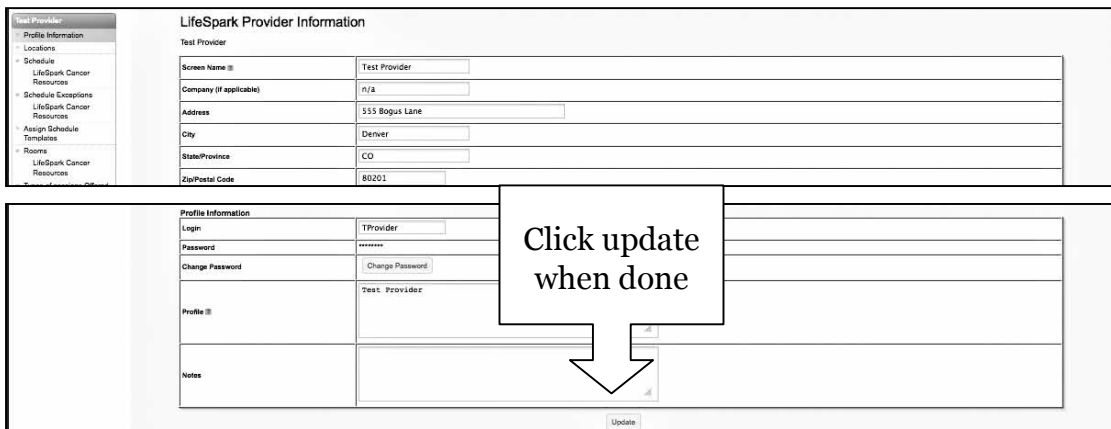 Test Provider
Profile Information
Locations
Schedule
LifeSpark Cancer
Resources
Schedule Exceptions
LifeSpark Cancer
Resources
Assign Schedule
Templates
Rooms
LifeSpark Cancer
Resources
LifeSpark Provider Information
Test Provider
Screen Name
Test Provider
Company (if applicable)
n/a
Address
555 Bogus Lane
City
Denver
State/Province
CO
Zip/Postal Code
80201
Profile Information
Login
TProvider
Password
********
Change Password
Change Password
Profile
Test Provider
Notes
Update
Click update
when done